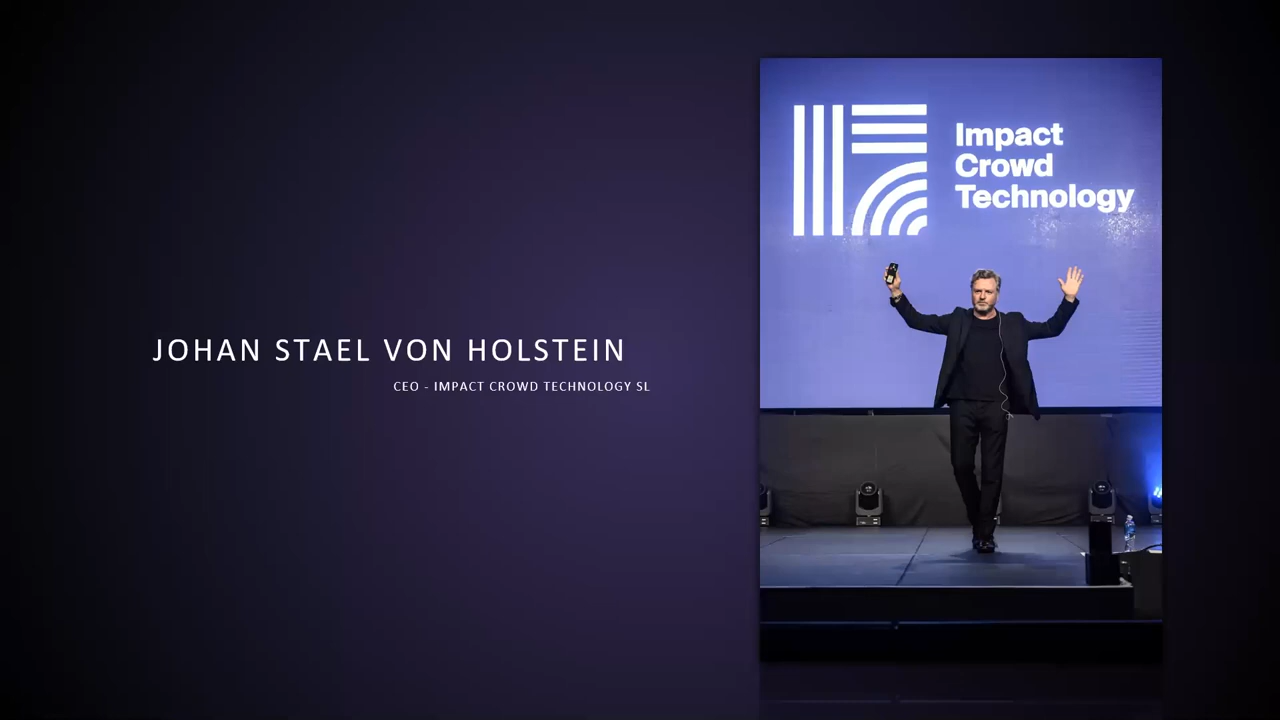 JOHAN STAEL VON HOLSTEIN
CEO - IMPACT CROWD TECHNOLOGY SL
Impact
Crowd
Technology